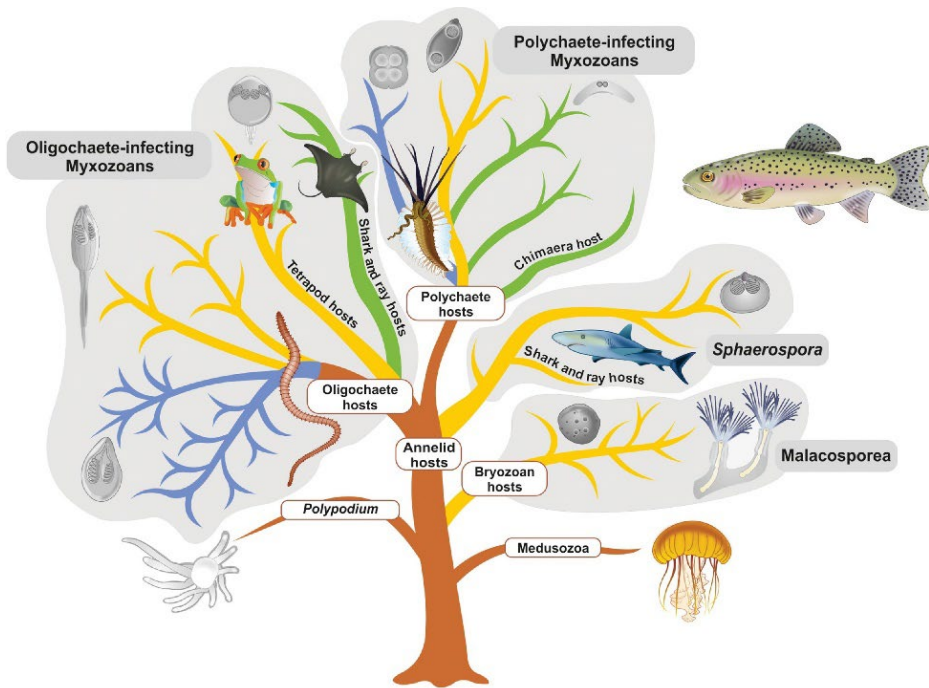 Polychaete-infecting
Myxozoans
Oligochaete-infecting
Myxozoans
Tetrapod hosts
Shark and ray hosts
Chimaera host
Polychaete
hosts
Shark and ray hosts
Sphaerospora
Oligochaete
hosts
Annelid
hosts
Bryozoan
hosts
Malacosporea
Polypodium
Medusozoa